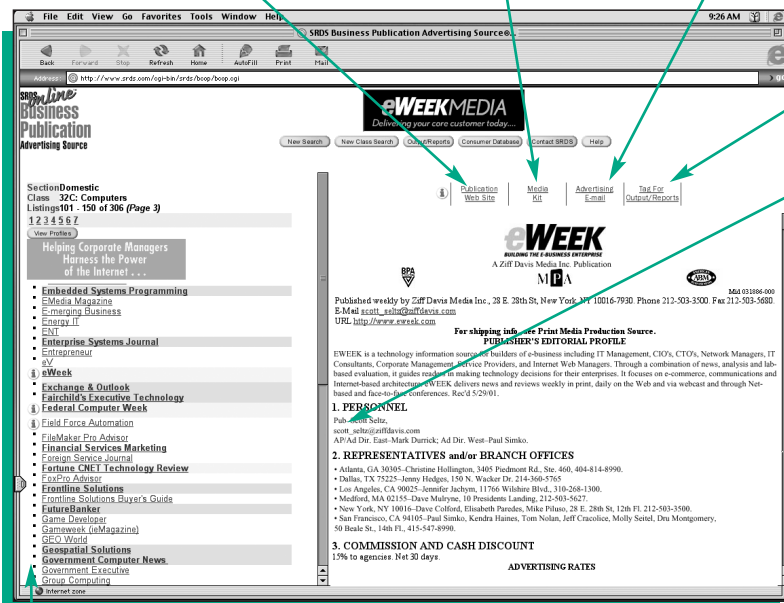 File Edit View Go Favorites Tools Window Help 9:26 AM
SRDS Business Publication Advertising Source®...
Back Forward Stop Refresh Home AutoFill Print Mail
Address: http://www.srds.com/cgi-bin/srds/bcop/bcop.cgi
SRDS online
Business
Publication
Advertising Source
eWEEKMEDIA
Delivering your core customer today....
New Search New Class Search Output/Reports Consumer Database Contact SRDS Help
SectionDomestic
Class 32C: Computers
Listings101 - 150 of 306 (Page 3)
1 2 3 4 5 6 7
View Profiles
Helping Corporate Managers
Harness the Power
of the Internet . . .
Embedded Systems Programming
EMedia Magazine
E-merging Business
Energy IT
ENT
Enterprise Systems Journal
Entrepreneur
eV
eWeek
Exchange & Outlook
Fairchild's Executive Technology
Federal Computer Week
Field Force Automation
FileMaker Pro Advisor
Financial Services Marketing
Foreign Service Journal
Fortune CNET Technology Review
FoxPro Advisor
Frontline Solutions
Frontline Solutions Buyer's Guide
FutureBanker
Game Developer
Gameweek (ieMagazine)
GEO World
Geospatial Solutions
Government Computer News
Government Executive
Group Computing
Publication Web Site
Media Kit
Advertising E-mail
Tag For Output/Reports
eWEEK
BUILDING THE E-BUSINESS ENTERPRISE
A Ziff Davis Media Inc. Publication
BPA MPA ABM
Mid 031886-000
Published weekly by Ziff Davis Media Inc., 28 E. 28th St, New York, NY 10016-7930. Phone 212-503-3500. Fax 212-503-5680.
E-Mail scott_seltz@ziffdavis.com
URL http://www.eweek.com
For shipping info., see Print Media Production Source.
PUBLISHER'S EDITORIAL PROFILE
EWEEK is a technology information source for builders of e-business including IT Management, CIO's, CTO's, Network Managers, IT
Consultants, Corporate Management, Service Providers, and Internet Web Managers. Through a combination of news, analysis and lab-
based evaluation, it guides readers in making technology decisions for their enterprises. It focuses on e-commerce, communication and
Internet-based architecture. eWEEK delivers news and reviews weekly in print, daily on the Web and via webcast and through Net-
based and face-to-face conferences. Rec'd 5/29/01.
1. PERSONNEL
Pub–Scott Seltz,
scott_seltz@ziffdavis.com
AP/Ad Dir. East–Mark Durrick; Ad Dir. West–Paul Simko.
2. REPRESENTATIVES and/or BRANCH OFFICES
• Atlanta, GA 30305–Christine Hollington, 3405 Piedmont Rd., Ste. 460, 404-814-8990.
• Dallas, TX 75225–Jenny Hedges, 150 N. Wacker Dr. 214-360-5765
• Los Angeles, CA 90025–Jennifer Jachym, 11766 Wilshire Blvd., 310-268-1300.
• Medford, MA 02155–Dave Mulryne, 10 Presidents Landing, 212-503-5627.
• New York, NY 10016–Dave Colford, Elisabeth Paredes, Mike Piluso, 28 E. 28th St, 12th Fl. 212-503-3500.
• San Francisco, CA 94105–Paul Simko, Kendra Haines, Tom Nolan, Jeff Cracolice, Molly Seitel, Dru Montgomery,
50 Beale St., 14th Fl., 415-547-8990.
3. COMMISSION AND CASH DISCOUNT
15% to agencies. Net 30 days.
ADVERTISING RATES
Internet zone